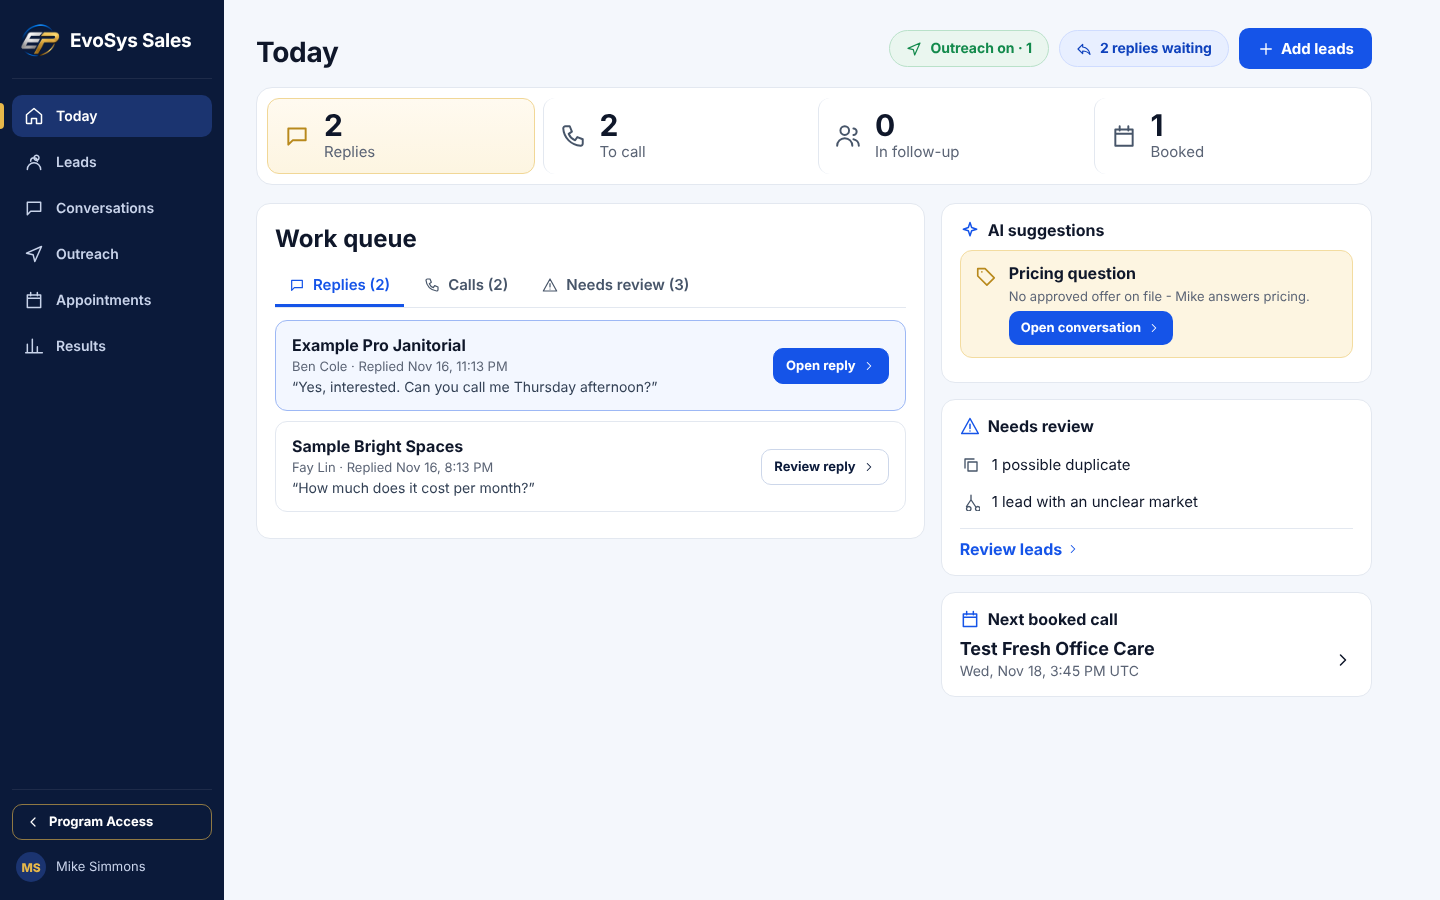 EP EvoSys Sales
Today
Leads
Conversations
Outreach
Appointments
Results
Program Access
MS Mike Simmons
Today
Outreach on · 1
2 replies waiting
Add leads
2
Replies
2
To call
0
In follow-up
1
Booked
Work queue
Replies (2)
Calls (2)
Needs review (3)
Example Pro Janitorial
Ben Cole · Replied Nov 16, 11:13 PM
“Yes, interested. Can you call me Thursday afternoon?”
Open reply
Sample Bright Spaces
Fay Lin · Replied Nov 16, 8:13 PM
“How much does it cost per month?”
Review reply
AI suggestions
Pricing question
No approved offer on file - Mike answers pricing.
Open conversation
Needs review
1 possible duplicate
1 lead with an unclear market
Review leads
Next booked call
Test Fresh Office Care
Wed, Nov 18, 3:45 PM UTC